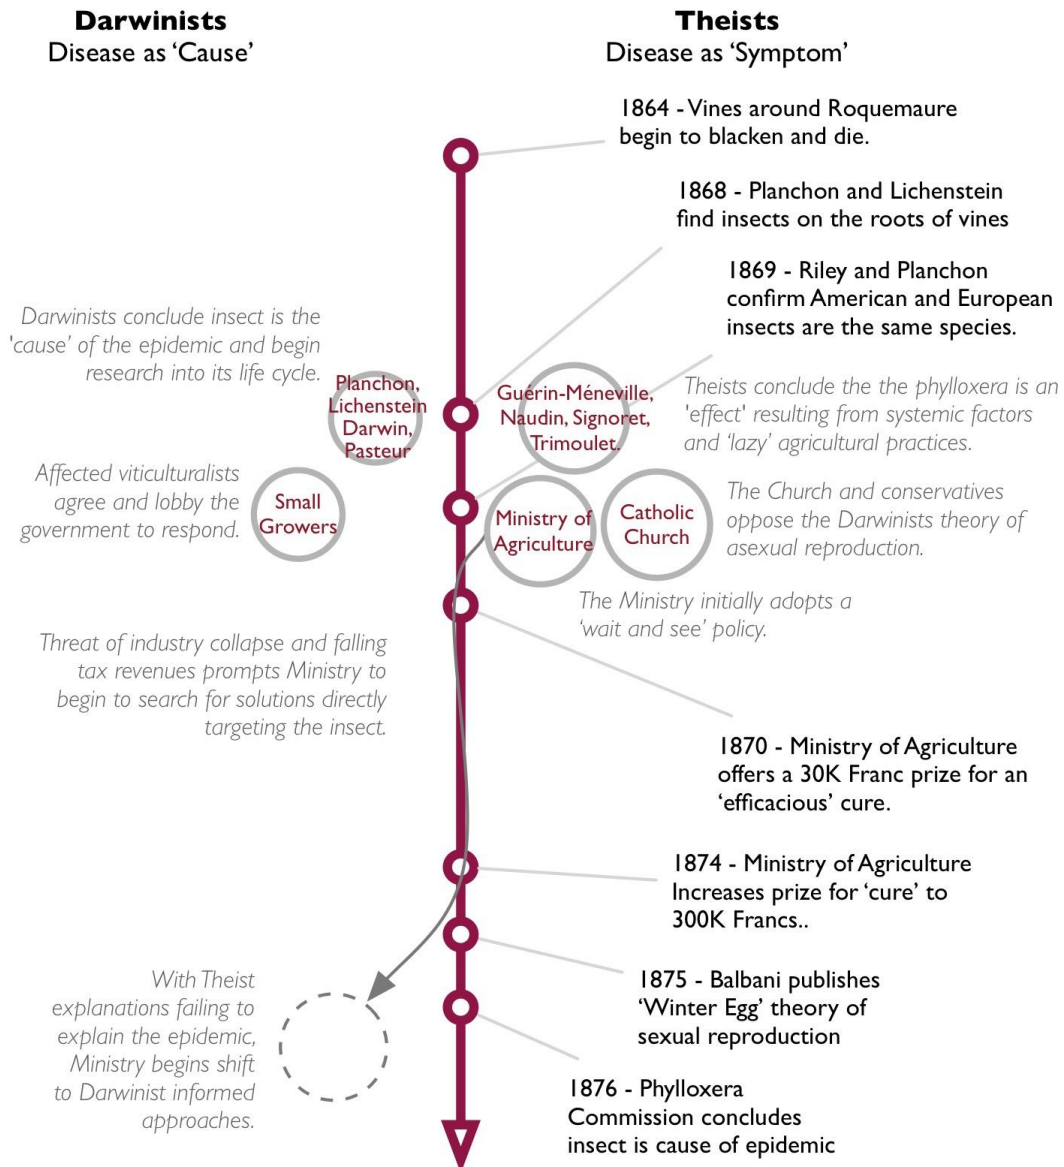 Darwinists
Disease as ‘Cause’
Theists
Disease as ‘Symptom’
1864 - Vines around Roquemaure
begin to blacken and die.
1868 - Planchon and Lichenstein
find insects on the roots of vines
1869 - Riley and Planchon
confirm American and European
insects are the same species.
Darwinists conclude insect is the
'cause’ of the epidemic and begin
research into its life cycle.
Planchon,
Lichenstein
Darwin,
Pasteur
Guérin-Méneville,
Naudin, Signoret,
Trimoulet.
Theists conclude the the phylloxera is an
'effect' resulting from systemic factors
and ‘lazy’ agricultural practices.
Affected viticulturalists
agree and lobby the
government to respond.
Small
Growers
Ministry of
Agriculture
Catholic
Church
The Church and conservatives
oppose the Darwinists theory of
asexual reproduction.
The Ministry initially adopts a
‘wait and see’ policy.
Threat of industry collapse and falling
tax revenues prompts Ministry to
begin to search for solutions directly
targeting the insect.
1870 - Ministry of Agriculture
offers a 30K Franc prize for an
‘efficacious’ cure.
1874 - Ministry of Agriculture
Increases prize for ‘cure’ to
300K Francs..
1875 - Balbani publishes
‘Winter Egg’ theory of
sexual reproduction
With Theist
explanations failing to
explain the epidemic,
Ministry begins shift
to Darwinist informed
approaches.
1876 - Phylloxera
Commission concludes
insect is cause of epidemic